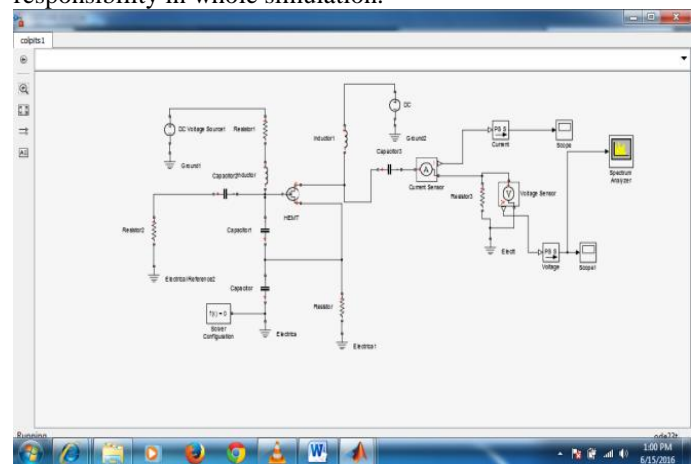 responsibility in whole simulation.
colpits1
DC Voltage Source1
Resistor1
Ground1
Capacitor2
Inductor
Resistor2
Capacitor1
HEMT
Electrical Reference2
Capacitor
f(x) = 0
Solver
Configuration
Electrica
Resistor
Electrica1
Inductor1
DC
Ground2
Capacitor3
A
Current Sensor
PS S
Current
Scope
Resistor3
V
Voltage Sensor
Spectrum
Analyzer
Electr
PS S
Voltage
Scope1
Running
ode23t
1:00 PM
6/15/2016